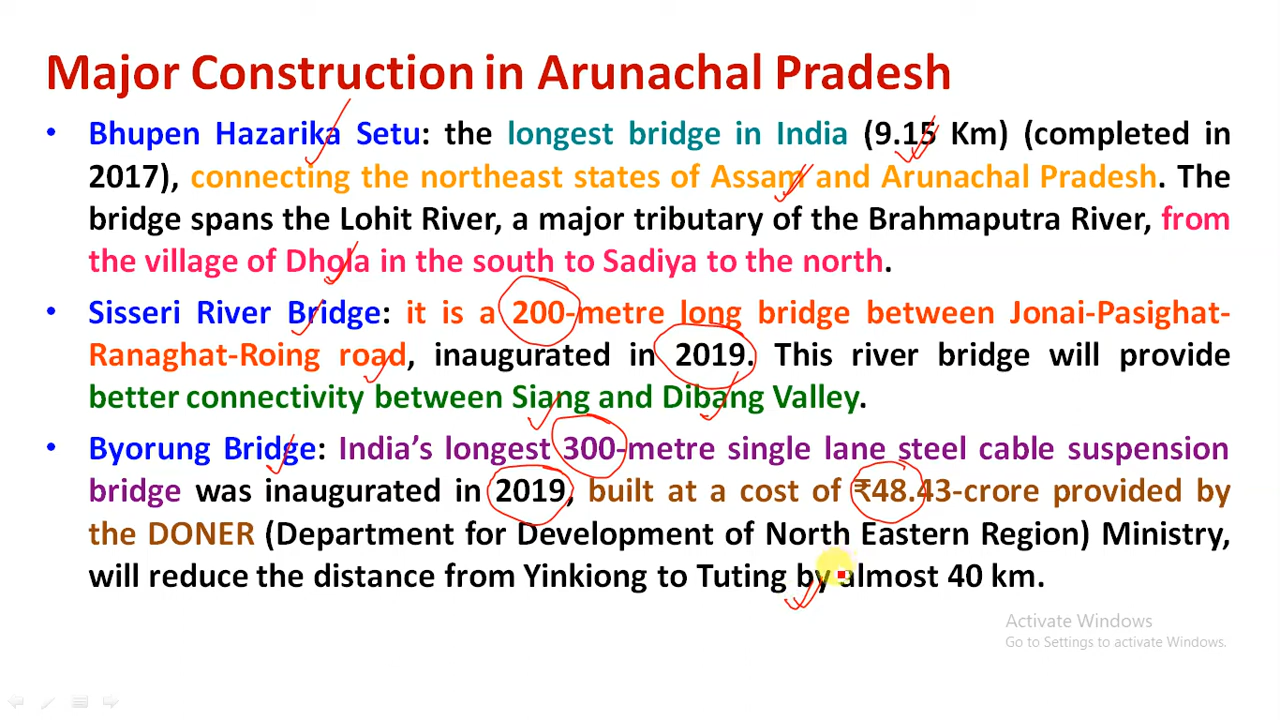 Major Construction in Arunachal Pradesh
• Bhupen Hazarika Setu: the longest bridge in India (9.15 Km) (completed in
2017), connecting the northeast states of Assam and Arunachal Pradesh. The
bridge spans the Lohit River, a major tributary of the Brahmaputra River, from
the village of Dhola in the south to Sadiya to the north.
• Sisseri River Bridge: it is a 200-metre long bridge between Jonai-Pasighat-
Ranaghat-Roing road, inaugurated in 2019. This river bridge will provide
better connectivity between Siang and Dibang Valley.
• Byorung Bridge: India's longest 300-metre single lane steel cable suspension
bridge was inaugurated in 2019, built at a cost of ₹48.43-crore provided by
the DONER (Department for Development of North Eastern Region) Ministry,
will reduce the distance from Yinkiong to Tuting by almost 40 km.
Activate Windows
Go to Settings to activate Windows.